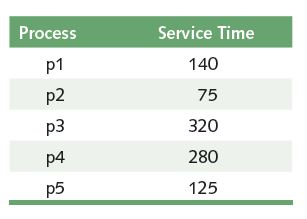 Process Service Time
p1 140
p2 75
p3 320
p4 280
p5 125